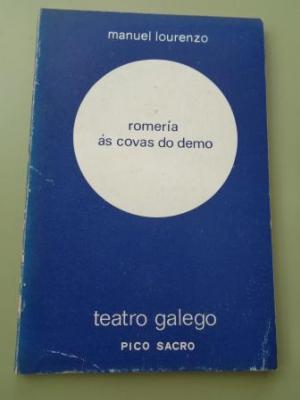 manuel lourenzo
romería
ás covas do demo
teatro galego
PICO SACRO